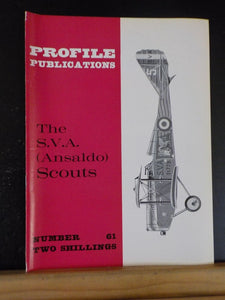 PROFILE
PUBLICATIONS
The
S.V.A.
(Ansaldo)
Scouts
NUMBER 61
TWO SHILLINGS